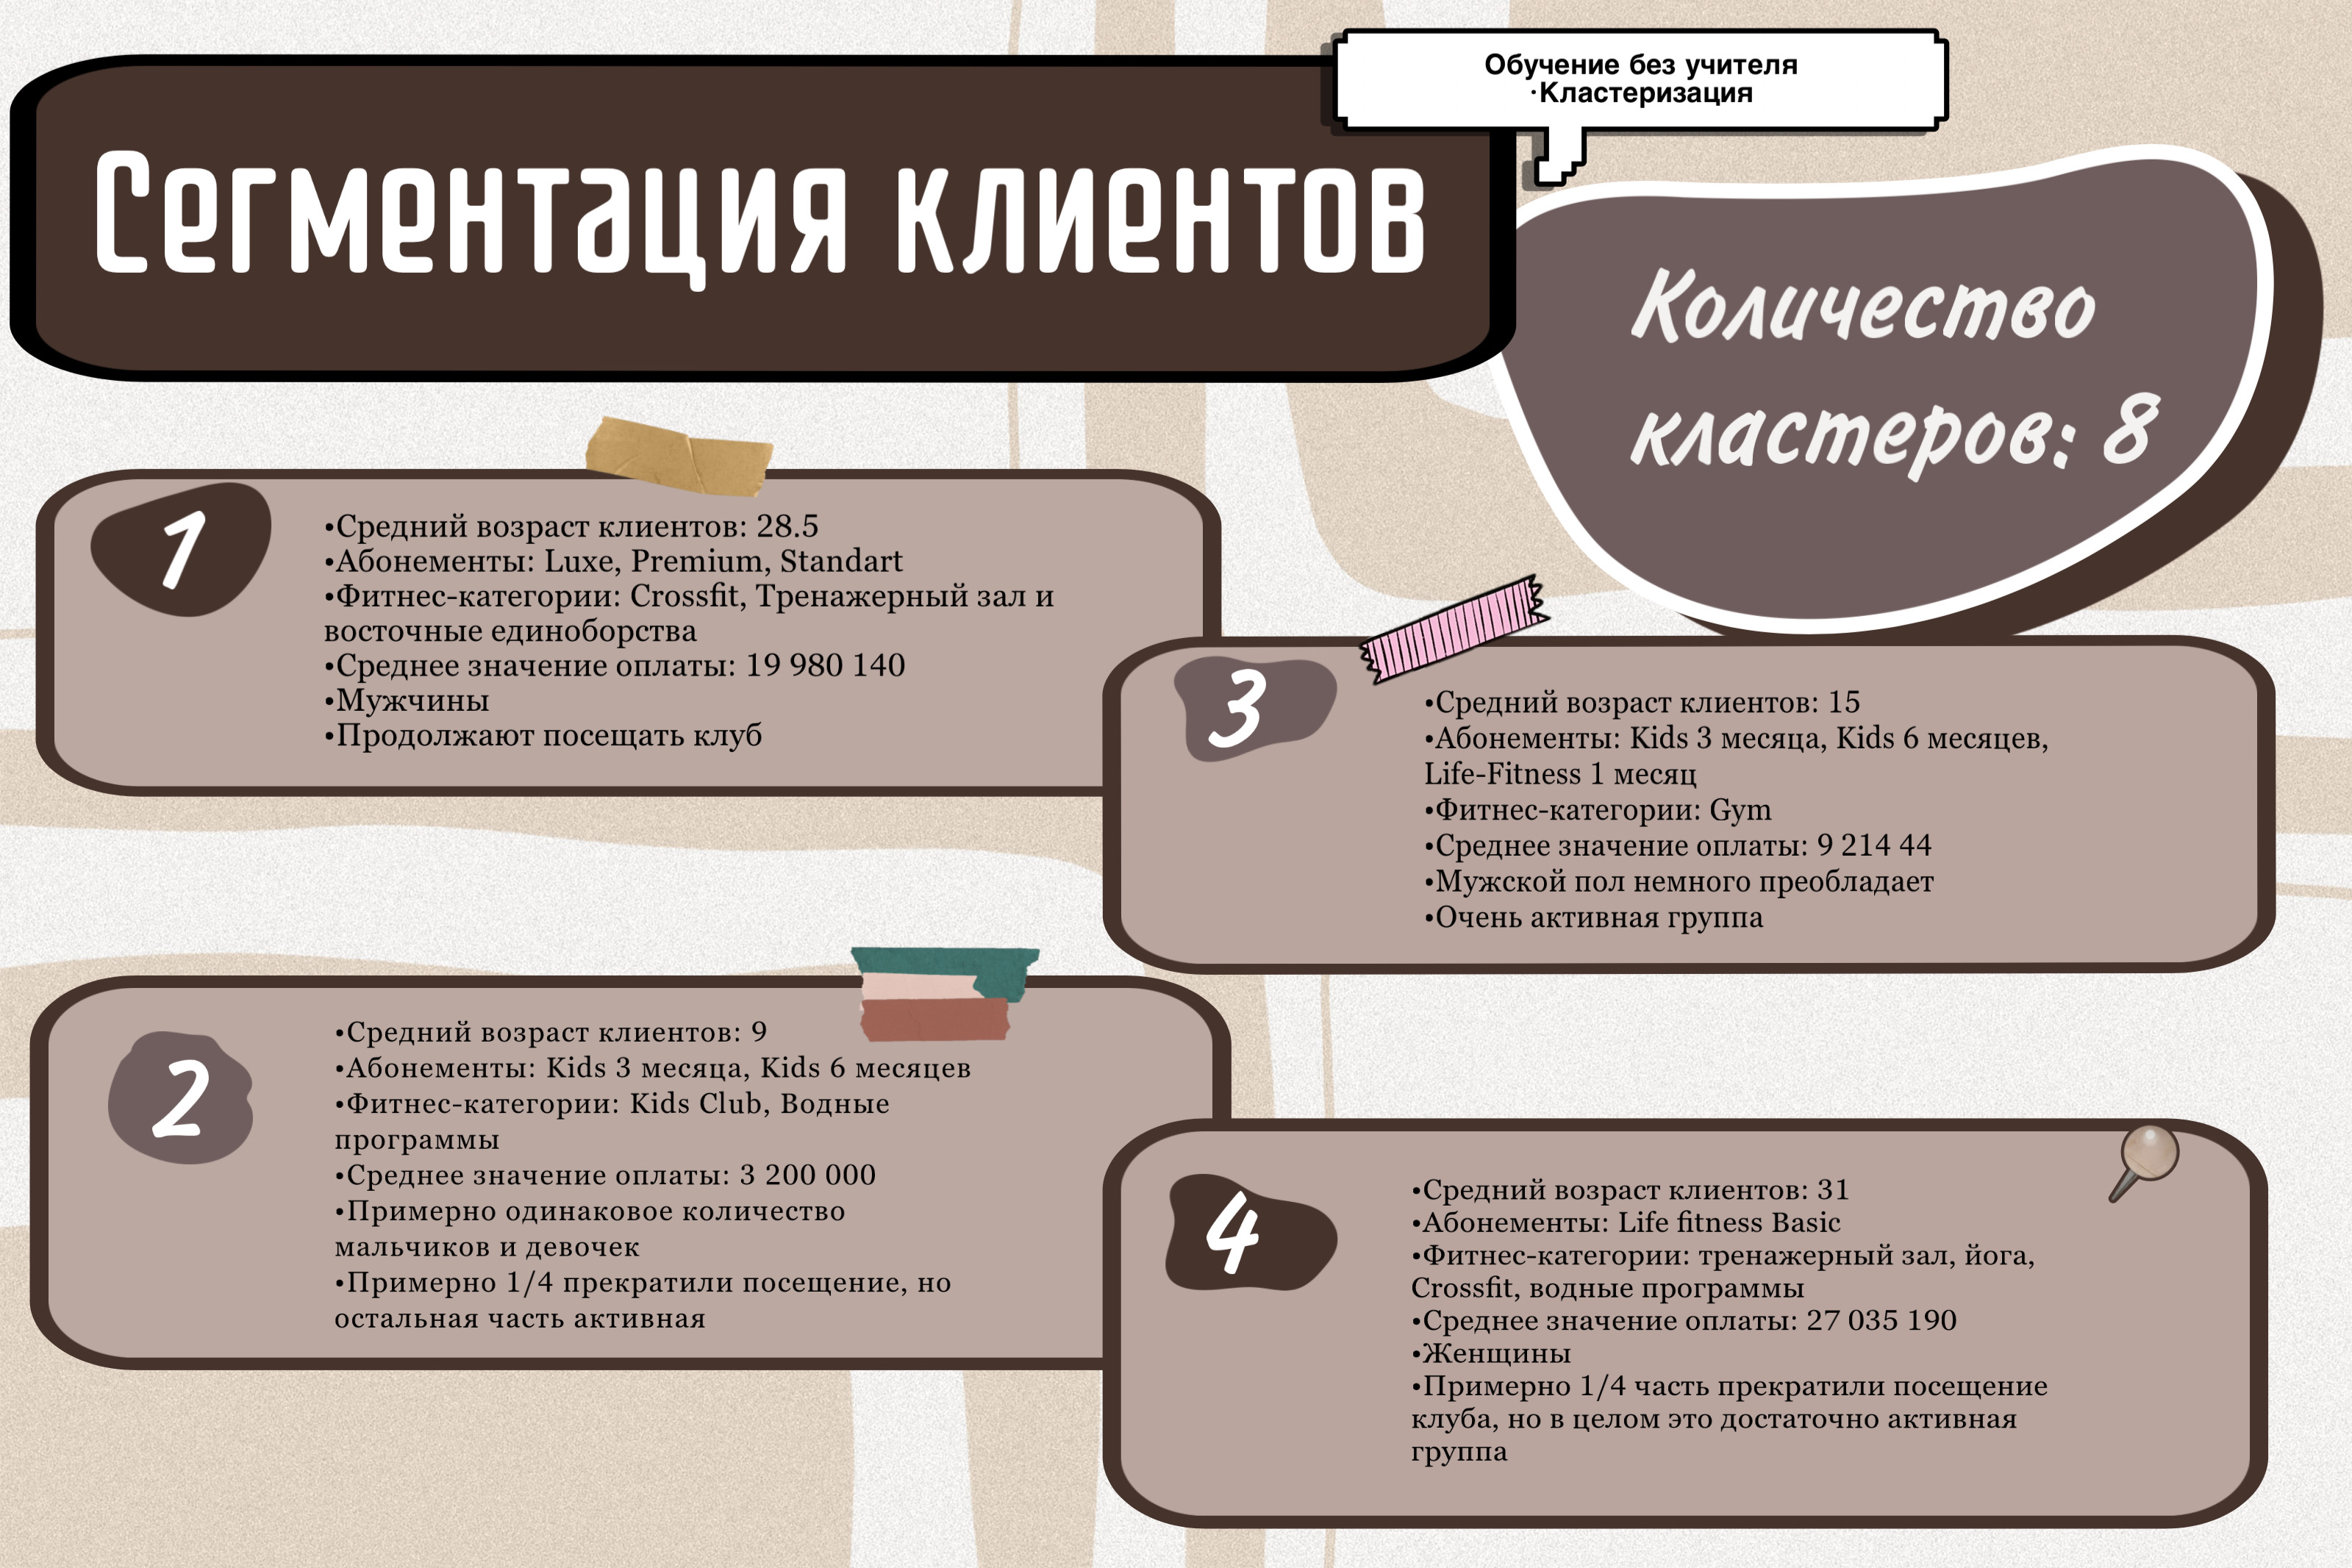 Обучение без учителя
·Кластеризация
Сегментация клиентов
Количество
кластеров: 8
1
•Средний возраст клиентов: 28.5
•Абонементы: Luxe, Premium, Standart
•Фитнес-категории: Crossfit, Тренажерный зал и
восточные единоборства
•Среднее значение оплаты: 19 980 140
•Мужчины
•Продолжают посещать клуб
2
•Средний возраст клиентов: 9
•Абонементы: Kids 3 месяца, Kids 6 месяцев
•Фитнес-категории: Kids Club, Водные
программы
•Среднее значение оплаты: 3 200 000
•Примерно одинаковое количество
мальчиков и девочек
•Примерно 1/4 прекратили посещение, но
остальная часть активная
3
•Средний возраст клиентов: 15
•Абонементы: Kids 3 месяца, Kids 6 месяцев,
Life-Fitness 1 месяц
•Фитнес-категории: Gym
•Среднее значение оплаты: 9 214 44
•Мужской пол немного преобладает
•Очень активная группа
4
•Средний возраст клиентов: 31
•Абонементы: Life fitness Basic
•Фитнес-категории: тренажерный зал, йога,
Crossfit, водные программы
•Среднее значение оплаты: 27 035 190
•Женщины
•Примерно 1/4 часть прекратили посещение
клуба, но в целом это достаточно активная
группа